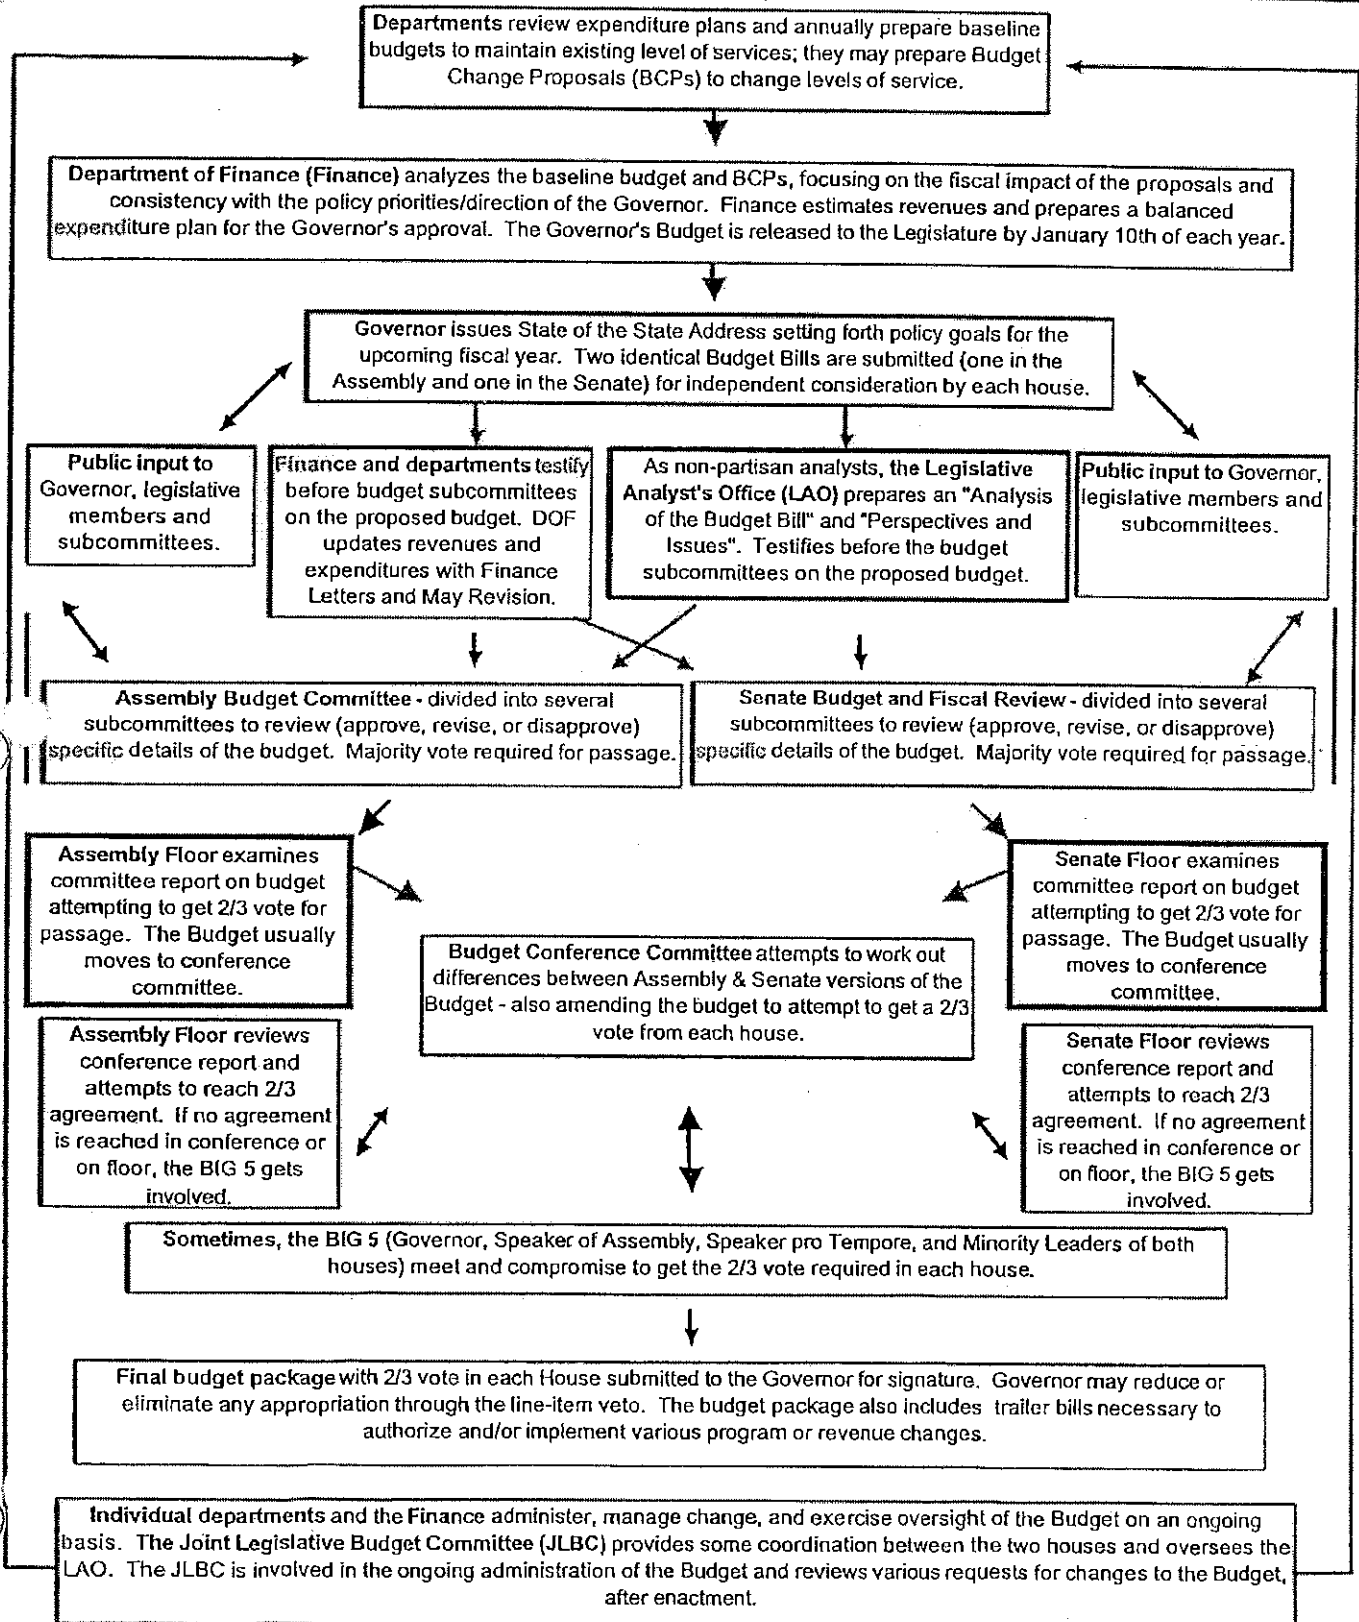 Departments review expenditure plans and annually prepare baseline
budgets to maintain existing level of services; they may prepare Budget
Change Proposals (BCPs) to change levels of service.
Department of Finance (Finance) analyzes the baseline budget and BCPs, focusing on the fiscal impact of the proposals and
consistency with the policy priorities/direction of the Governor. Finance estimates revenues and prepares a balanced
expenditure plan for the Governor's approval. The Governor's Budget is released to the Legislature by January 10th of each year.
Governor issues State of the State Address setting forth policy goals for the
upcoming fiscal year. Two identical Budget Bills are submitted (one in the
Assembly and one in the Senate) for independent consideration by each house.
Public input to
Governor, legislative
members and
subcommittees.
Finance and departments testify
before budget subcommittees
on the proposed budget. DOF
updates revenues and
expenditures with Finance
Letters and May Revision.
As non-partisan analysts, the Legislative
Analyst's Office (LAO) prepares an "Analysis
of the Budget Bill" and "Perspectives and
Issues". Testifies before the budget
subcommittees on the proposed budget.
Public input to Governor,
legislative members and
subcommittees.
Assembly Budget Committee - divided into several
subcommittees to review (approve, revise, or disapprove)
specific details of the budget. Majority vote required for passage.
Senate Budget and Fiscal Review - divided into several
subcommittees to review (approve, revise, or disapprove)
specific details of the budget. Majority vote required for passage.
Assembly Floor examines
committee report on budget
attempting to get 2/3 vote for
passage. The Budget usually
moves to conference
committee.
Senate Floor examines
committee report on budget
attempting to get 2/3 vote for
passage. The Budget usually
moves to conference
committee.
Budget Conference Committee attempts to work out
differences between Assembly & Senate versions of the
Budget - also amending the budget to attempt to get a 2/3
vote from each house.
Assembly Floor reviews
conference report and
attempts to reach 2/3
agreement. If no agreement
is reached in conference or
on floor, the BIG 5 gets
involved.
Senate Floor reviews
conference report and
attempts to reach 2/3
agreement. If no agreement
is reached in conference or
on floor, the BIG 5 gets
involved.
Sometimes, the BIG 5 (Governor, Speaker of Assembly, Speaker pro Tempore, and Minority Leaders of both
houses) meet and compromise to get the 2/3 vote required in each house.
Final budget package with 2/3 vote in each House submitted to the Governor for signature. Governor may reduce or
eliminate any appropriation through the line-item veto. The budget package also includes trailer bills necessary to
authorize and/or implement various program or revenue changes.
Individual departments and the Finance administer, manage change, and exercise oversight of the Budget on an ongoing
basis. The Joint Legislative Budget Committee (JLBC) provides some coordination between the two houses and oversees the
LAO. The JLBC is involved in the ongoing administration of the Budget and reviews various requests for changes to the Budget,
after enactment.